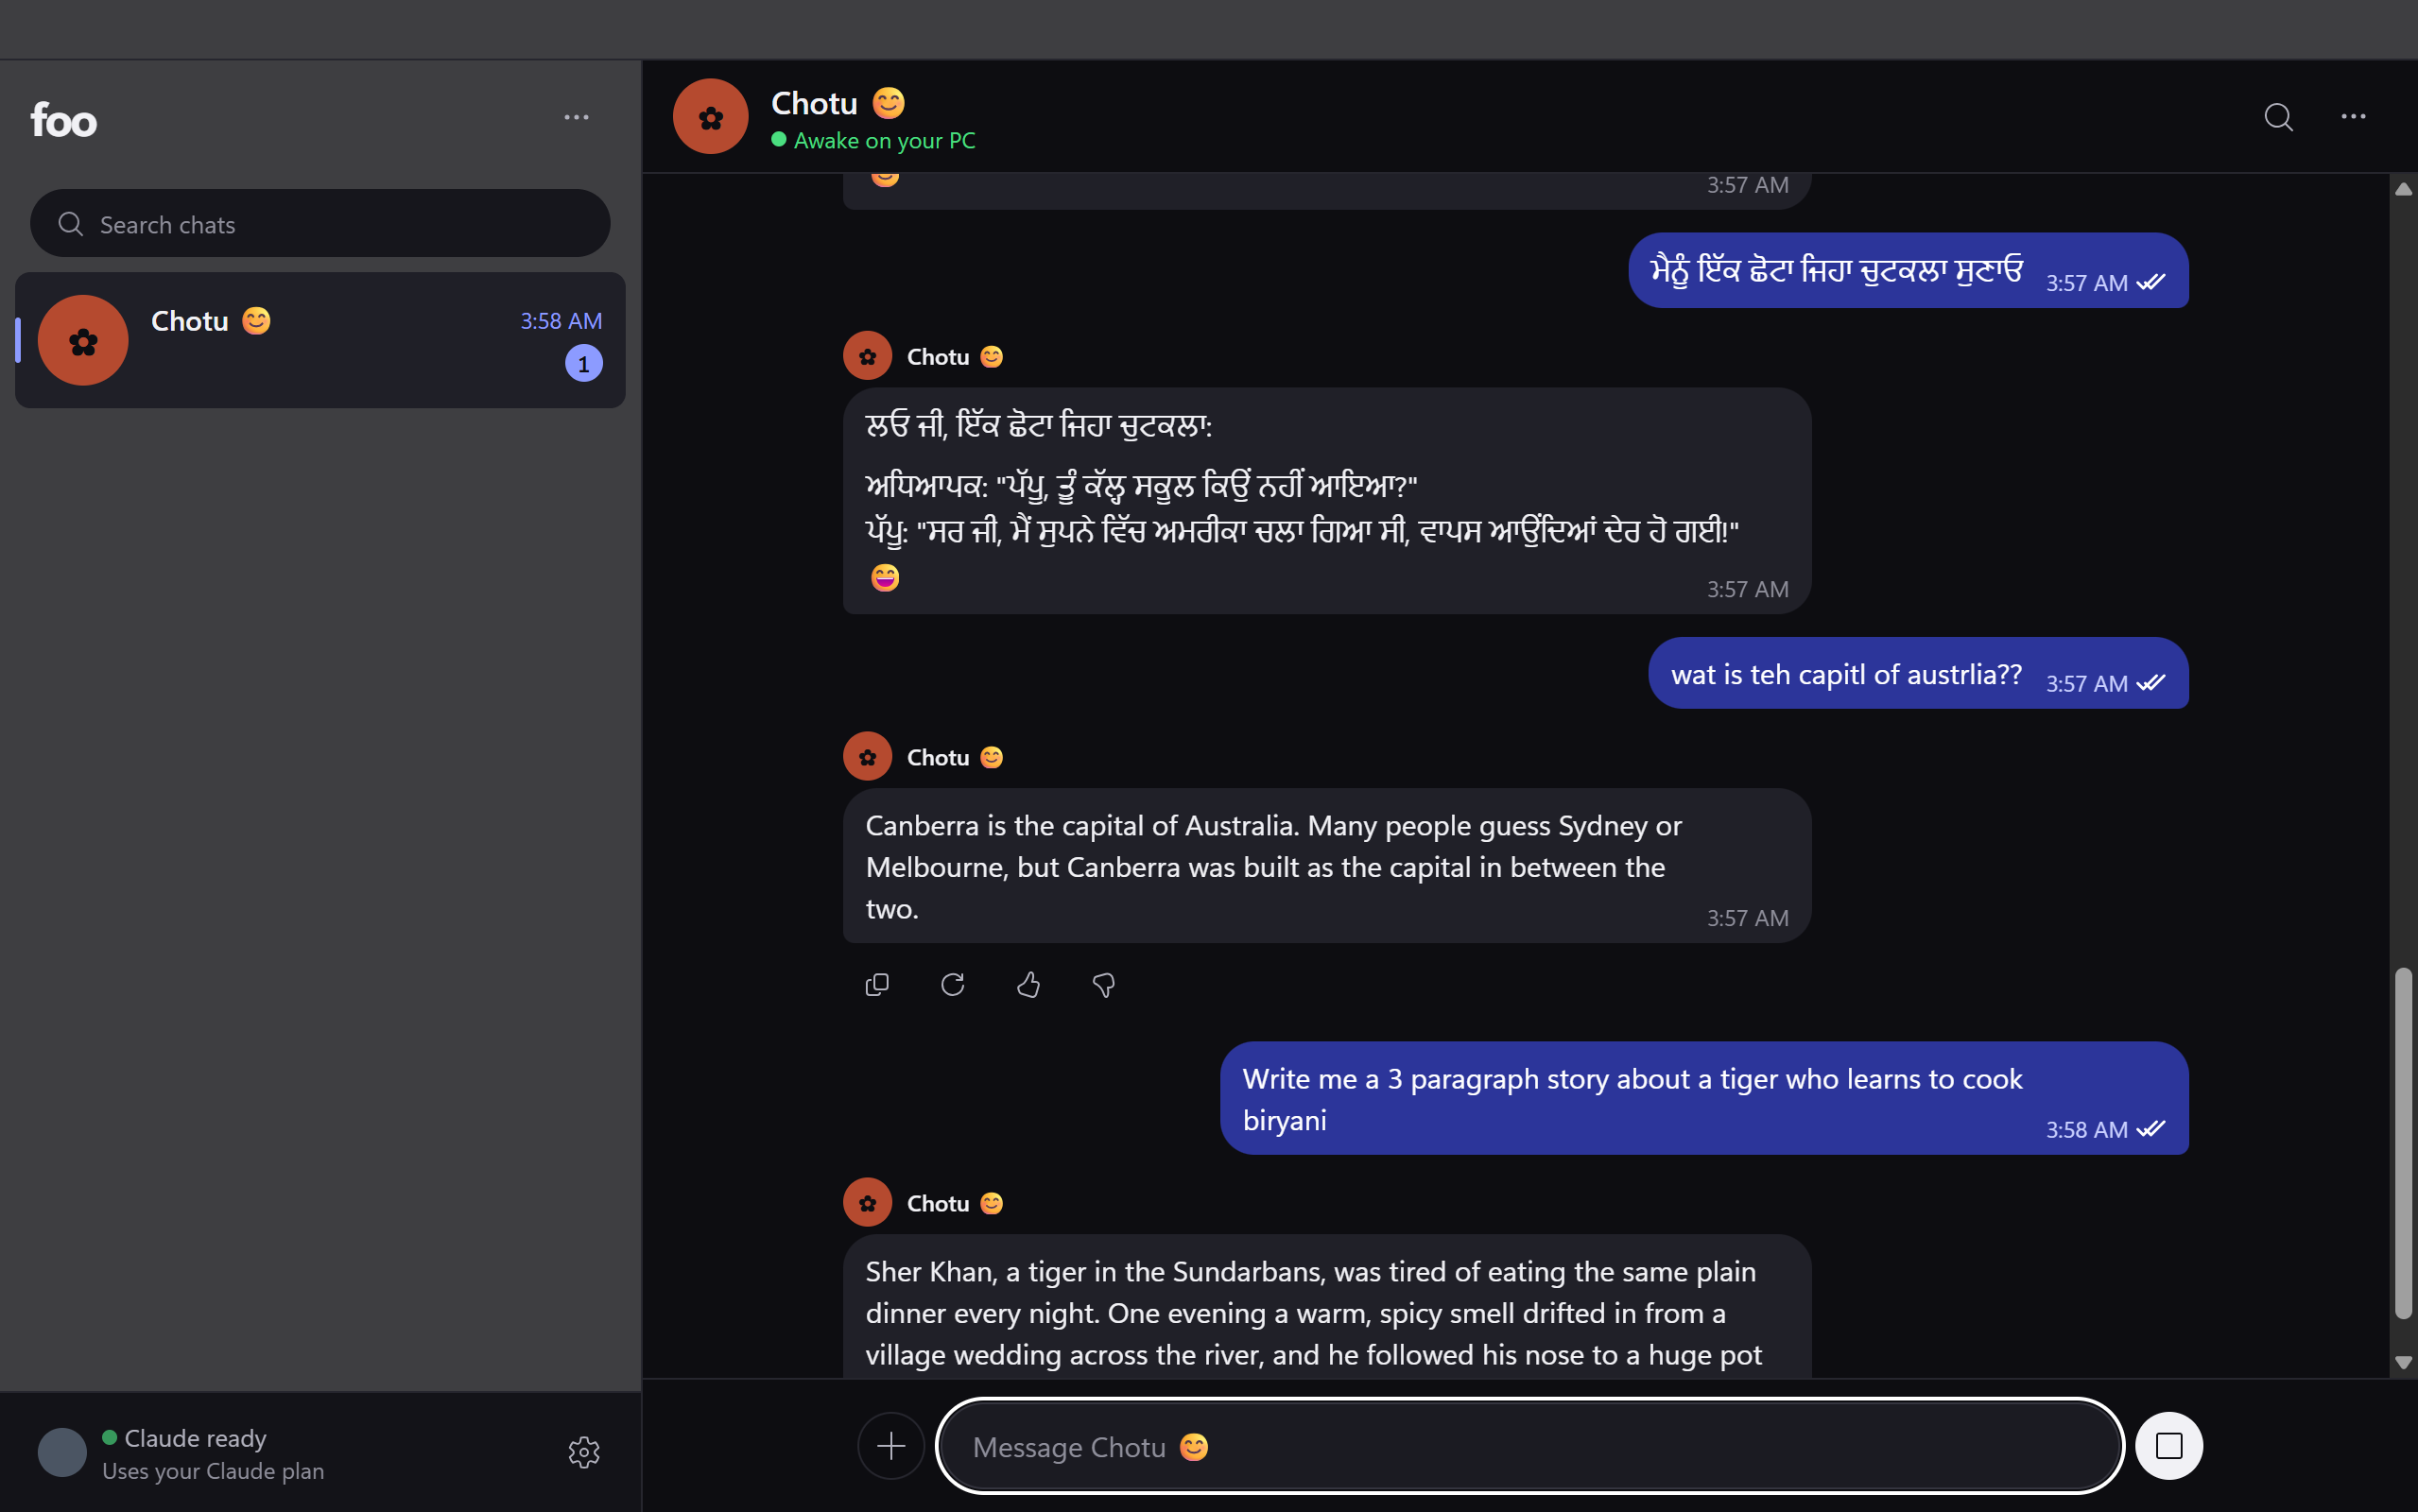 foo
Search chats
Chotu 😊
3:58 AM
1
Claude ready
Uses your Claude plan
Chotu 😊
Awake on your PC
😊
3:57 AM
ਮੈਨੂੰ ਇੱਕ ਛੋਟਾ ਜਿਹਾ ਚੁਟਕਲਾ ਸੁਣਾਓ 3:57 AM
Chotu 😊
ਲਓ ਜੀ, ਇੱਕ ਛੋਟਾ ਜਿਹਾ ਚੁਟਕਲਾ:
ਅਧਿਆਪਕ: "ਪੱਪੂ, ਤੂੰ ਕੱਲ੍ਹ ਸਕੂਲ ਕਿਉਂ ਨਹੀਂ ਆਇਆ?"
ਪੱਪੂ: "ਸਰ ਜੀ, ਮੈਂ ਸੁਪਨੇ ਵਿੱਚ ਅਮਰੀਕਾ ਚਲਾ ਗਿਆ ਸੀ, ਵਾਪਸ ਆਉਂਦਿਆਂ ਦੇਰ ਹੋ ਗਈ!"
😄
3:57 AM
wat is teh capitl of austrlia?? 3:57 AM
Chotu 😊
Canberra is the capital of Australia. Many people guess Sydney or
Melbourne, but Canberra was built as the capital in between the
two.
3:57 AM
Write me a 3 paragraph story about a tiger who learns to cook
biryani
3:58 AM
Chotu 😊
Sher Khan, a tiger in the Sundarbans, was tired of eating the same plain
dinner every night. One evening a warm, spicy smell drifted in from a
village wedding across the river, and he followed his nose to a huge pot
Message Chotu 😊